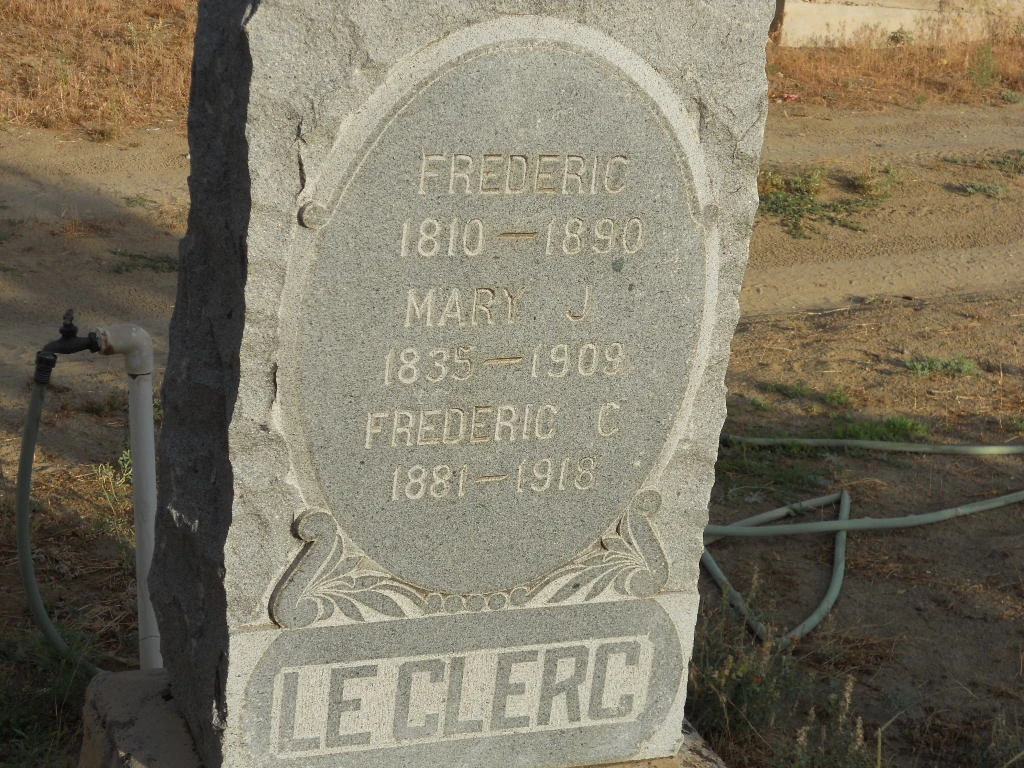 FREDERIC
1810 — 1890
MARY J
1835 — 1909
FREDERIC C
1881 — 1918
LE CLERC